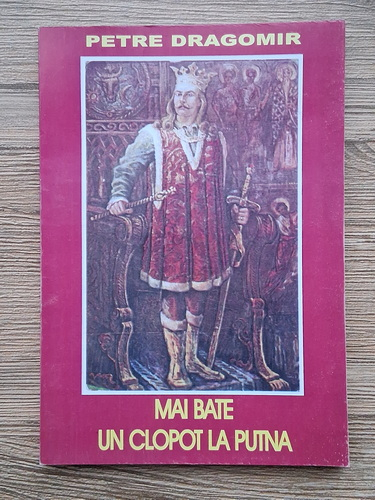 PETRE DRAGOMIR
MAI BATE
UN CLOPOT LA PUTNA